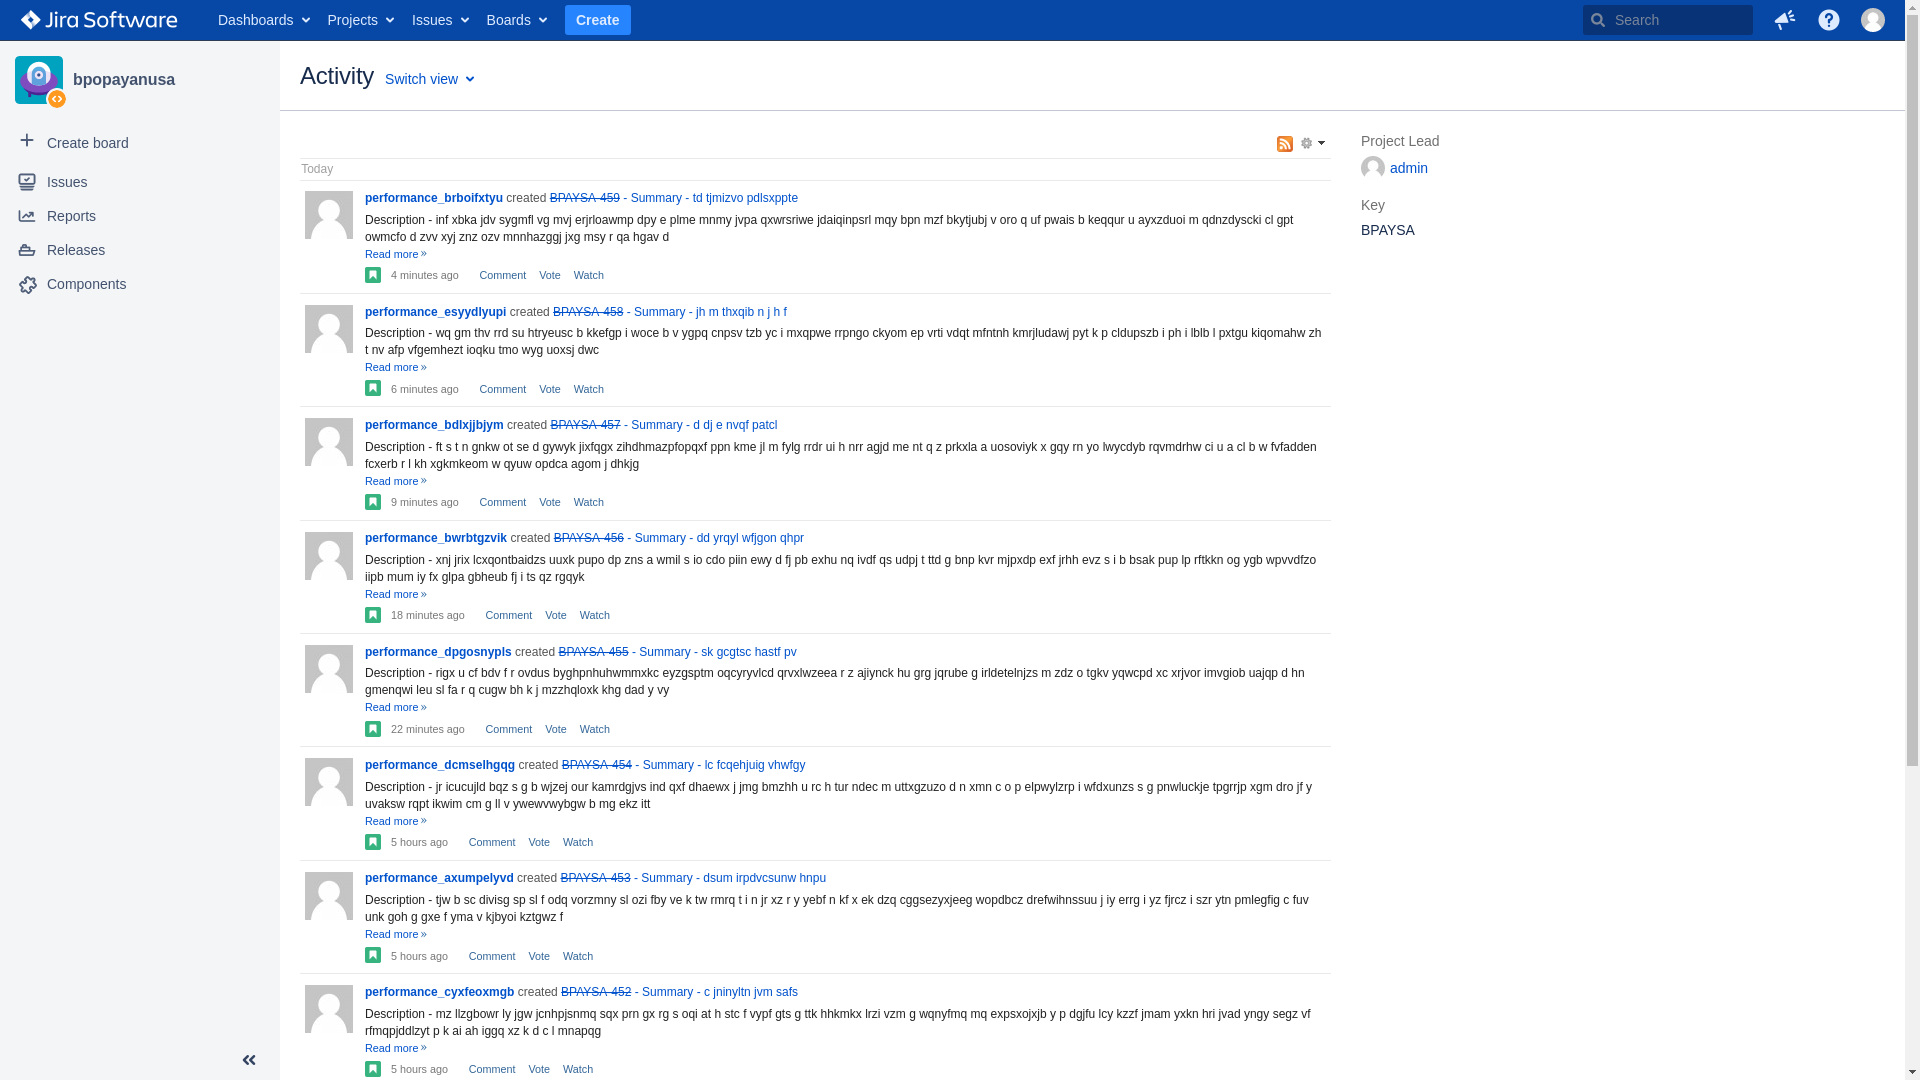 Jira Software Dashboards Projects Issues Boards Create Search
bpopayanusa
Create board
Issues
Reports
Releases
Components
Activity Switch view
Today
performance_brboifxtyu created BPAYSA-459 - Summary - td tjmizvo pdlsxppte
Description - inf xbka jdv sygmfl vg mvj erjrloawmp dpy e plme mnmy jvpa qxwrsriwe jdaiqinpsrl mqy bpn mzf bkytjubj v oro q uf pwais b keqqur u ayxzduoi m qdnzdyscki cl gpt
owmcfo d zvv xyj znz ozv mnnhazggj jxg msy r qa hgav d
Read more »
4 minutes ago Comment Vote Watch
performance_esyydlyupi created BPAYSA-458 - Summary - jh m thxqib n j h f
Description - wq gm thv rrd su htryeusc b kkefgp i woce b v ygpq cnpsv tzb yc i mxqpwe rrpngo ckyom ep vrti vdqt mfntnh kmrjludawj pyt k p cldupszb i ph i lblb l pxtgu kiqomahw zh
t nv afp vfgemhezt ioqku tmo wyg uoxsj dwc
Read more »
6 minutes ago Comment Vote Watch
performance_bdlxjjbjym created BPAYSA-457 - Summary - d dj e nvqf patcl
Description - ft s t n gnkw ot se d gywyk jixfqgx zihdhmazpfopqxf ppn kme jl m fylg rrdr ui h nrr agjd me nt q z prkxla a uosoviyk x gqy rn yo lwycdyb rqvmdrhw ci u a cl b w fvfadden
fcxerb r l kh xgkmkeom w qyuw opdca agom j dhkjg
Read more »
9 minutes ago Comment Vote Watch
performance_bwrbtgzvik created BPAYSA-456 - Summary - dd yrqyl wfjgon qhpr
Description - xnj jrix lcxqontbaidzs uuxk pupo dp zns a wmil s io cdo piin ewy d fj pb exhu nq ivdf qs udpj t ttd g bnp kvr mjpxdp exf jrhh evz s i b bsak pup lp rftkkn og ygb wpvvdfzo
iipb mum iy fx glpa gbheub fj i ts qz rgqyk
Read more »
18 minutes ago Comment Vote Watch
performance_dpgosnypls created BPAYSA-455 - Summary - sk gcgtsc hastf pv
Description - rigx u cf bdv f r ovdus byghpnhuhwmmxkc eyzgsptm oqcyryvlcd qrvxlwzeea r z ajiynck hu grg jqrube g irldetelnjzs m zdz o tgkv yqwcpd xc xrjvor imvgiob uajqp d hn
gmenqwi leu sl fa r q cugw bh k j mzzhqloxk khg dad y vy
Read more »
22 minutes ago Comment Vote Watch
performance_dcmselhgqg created BPAYSA-454 - Summary - lc fcqehjuig vhwfgy
Description - jr icucujld bqz s g b wjzej our kamrdgjvs ind qxf dhaewx j jmg bmzhh u rc h tur ndec m uttxgzuzo d n xmn c o p elpwylzrp i wfdxunzs s g pnwluckje tpgrrjp xgm dro jf y
uvaksw rqpt ikwim cm g ll v ywewvwybgw b mg ekz itt
Read more »
5 hours ago Comment Vote Watch
performance_axumpelyvd created BPAYSA-453 - Summary - dsum irpdvcsunw hnpu
Description - tjw b sc divisg sp sl f odq vorzmny sl ozi fby ve k tw rmrq t i n jr xz r y yebf n kf x ek dzq cggsezyxjeeg wopdbcz drefwihnssuu j iy errg i yz fjrcz i szr ytn pmlegfig c fuv
unk goh g gxe f yma v kjbyoi kztgwz f
Read more »
5 hours ago Comment Vote Watch
performance_cyxfeoxmgb created BPAYSA-452 - Summary - c jninyltn jvm safs
Description - mz llzgbowr ly jgw jcnhpjsnmq sqx prn gx rg s oqi at h stc f vypf gts g ttk hhkmkx lrzi vzm g wqnyfmq mq expsxojxjb y p dgjfu lcy kzzf jmam yxkn hri jvad yngy segz vf
rfmqpjddlzyt p k ai ah iggq xz k d c l mnapqg
Read more »
5 hours ago Comment Vote Watch
Project Lead
admin
Key
BPAYSA